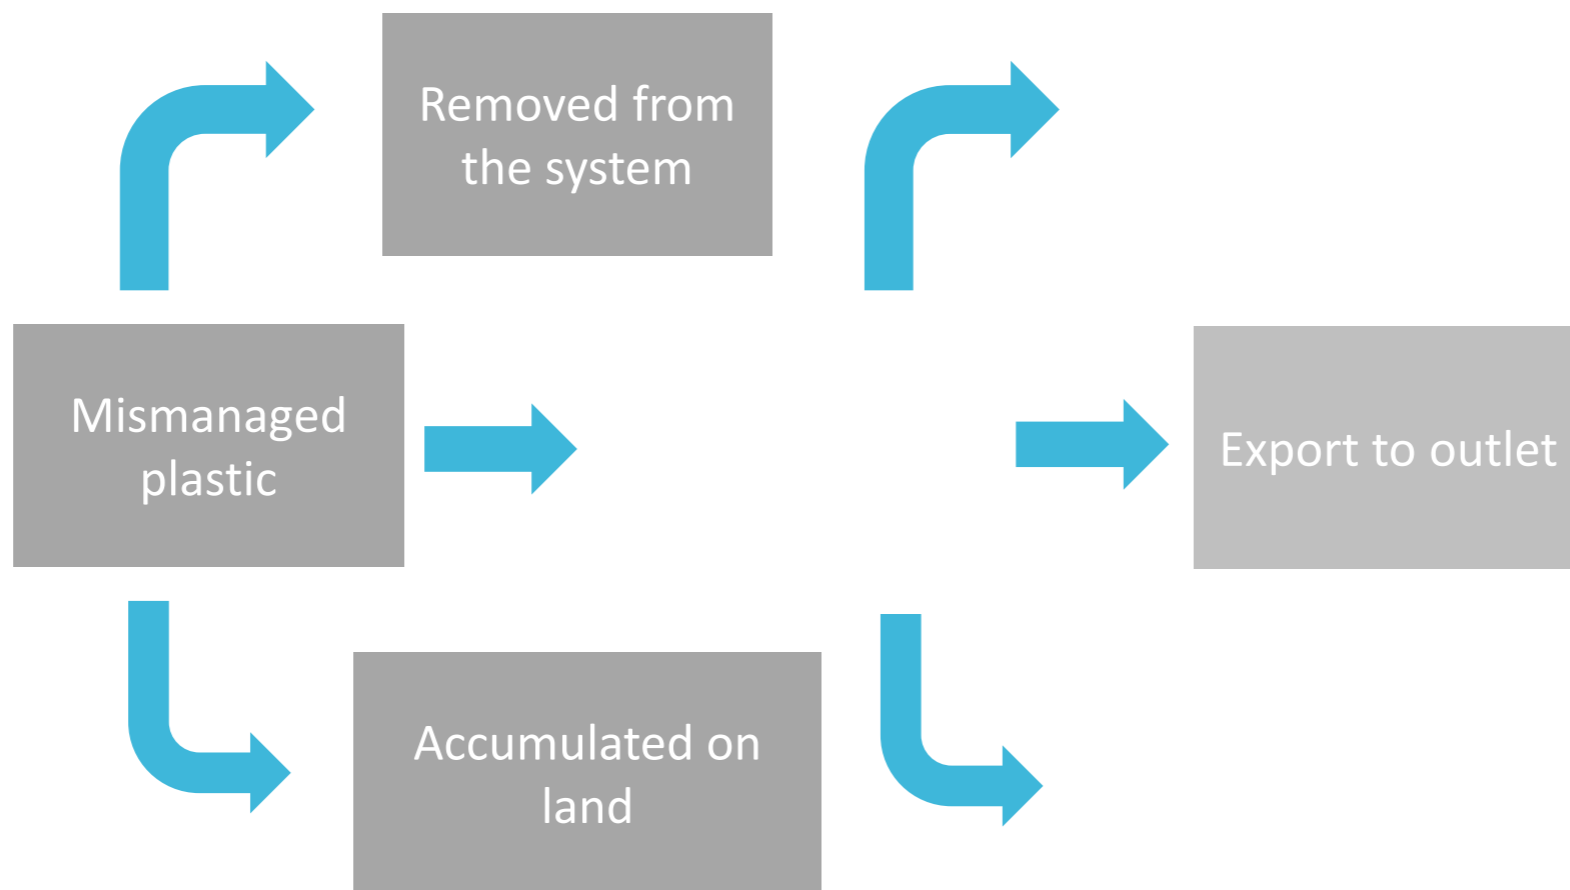 Removed from
the system
Mismanaged
plastic
Export to outlet
Accumulated on
land